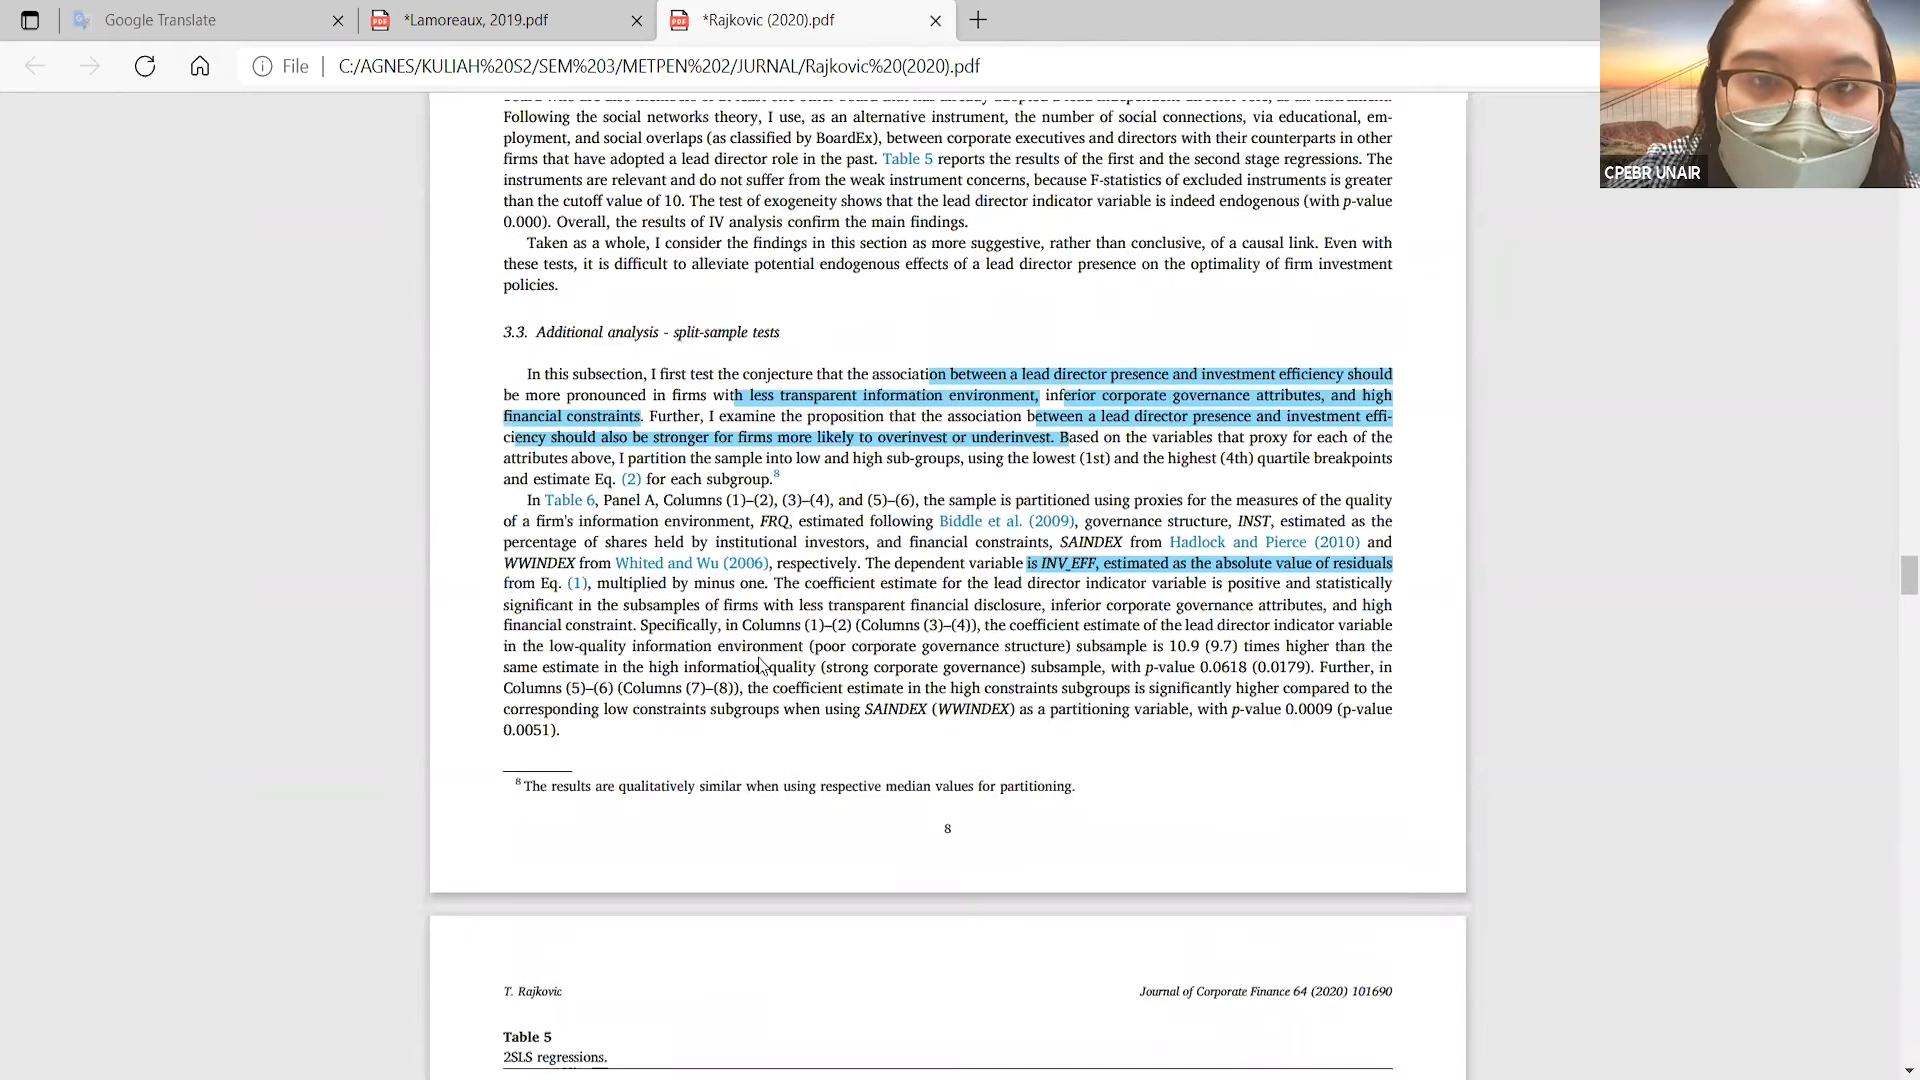 Google Translate
*Lamoreaux, 2019.pdf
*Rajkovic (2020).pdf
File
C:/AGNES/KULIAH%20S2/SEM%203/METPEN%202/JURNAL/Rajkovic%20(2020).pdf
CPEBR UNAIR
Following the social networks theory, I use, as an alternative instrument, the number of social connections, via educational, em-
ployment, and social overlaps (as classified by BoardEx), between corporate executives and directors with their counterparts in other
firms that have adopted a lead director role in the past. Table 5 reports the results of the first and the second stage regressions. The
instruments are relevant and do not suffer from the weak instrument concerns, because F-statistics of excluded instruments is greater
than the cutoff value of 10. The test of exogeneity shows that the lead director indicator variable is indeed endogenous (with p-value
0.000). Overall, the results of IV analysis confirm the main findings.
Taken as a whole, I consider the findings in this section as more suggestive, rather than conclusive, of a causal link. Even with
these tests, it is difficult to alleviate potential endogenous effects of a lead director presence on the optimality of firm investment
policies.
3.3. Additional analysis - split-sample tests
In this subsection, I first test the conjecture that the association between a lead director presence and investment efficiency should
be more pronounced in firms with less transparent information environment, inferior corporate governance attributes, and high
financial constraints. Further, I examine the proposition that the association between a lead director presence and investment effi-
ciency should also be stronger for firms more likely to overinvest or underinvest. Based on the variables that proxy for each of the
attributes above, I partition the sample into low and high sub-groups, using the lowest (1st) and the highest (4th) quartile breakpoints
and estimate Eq. (2) for each subgroup.8
In Table 6, Panel A, Columns (1)–(2), (3)–(4), and (5)–(6), the sample is partitioned using proxies for the measures of the quality
of a firm's information environment, FRQ, estimated following Biddle et al. (2009), governance structure, INST, estimated as the
percentage of shares held by institutional investors, and financial constraints, SAINDEX from Hadlock and Pierce (2010) and
WWINDEX from Whited and Wu (2006), respectively. The dependent variable is INV_EFF, estimated as the absolute value of residuals
from Eq. (1), multiplied by minus one. The coefficient estimate for the lead director indicator variable is positive and statistically
significant in the subsamples of firms with less transparent financial disclosure, inferior corporate governance attributes, and high
financial constraint. Specifically, in Columns (1)–(2) (Columns (3)–(4)), the coefficient estimate of the lead director indicator variable
in the low-quality information environment (poor corporate governance structure) subsample is 10.9 (9.7) times higher than the
same estimate in the high information quality (strong corporate governance) subsample, with p-value 0.0618 (0.0179). Further, in
Columns (5)–(6) (Columns (7)–(8)), the coefficient estimate in the high constraints subgroups is significantly higher compared to the
corresponding low constraints subgroups when using SAINDEX (WWINDEX) as a partitioning variable, with p-value 0.0009 (p-value
0.0051).
8 The results are qualitatively similar when using respective median values for partitioning.
8
T. Rajkovic
Journal of Corporate Finance 64 (2020) 101690
Table 5
2SLS regressions.